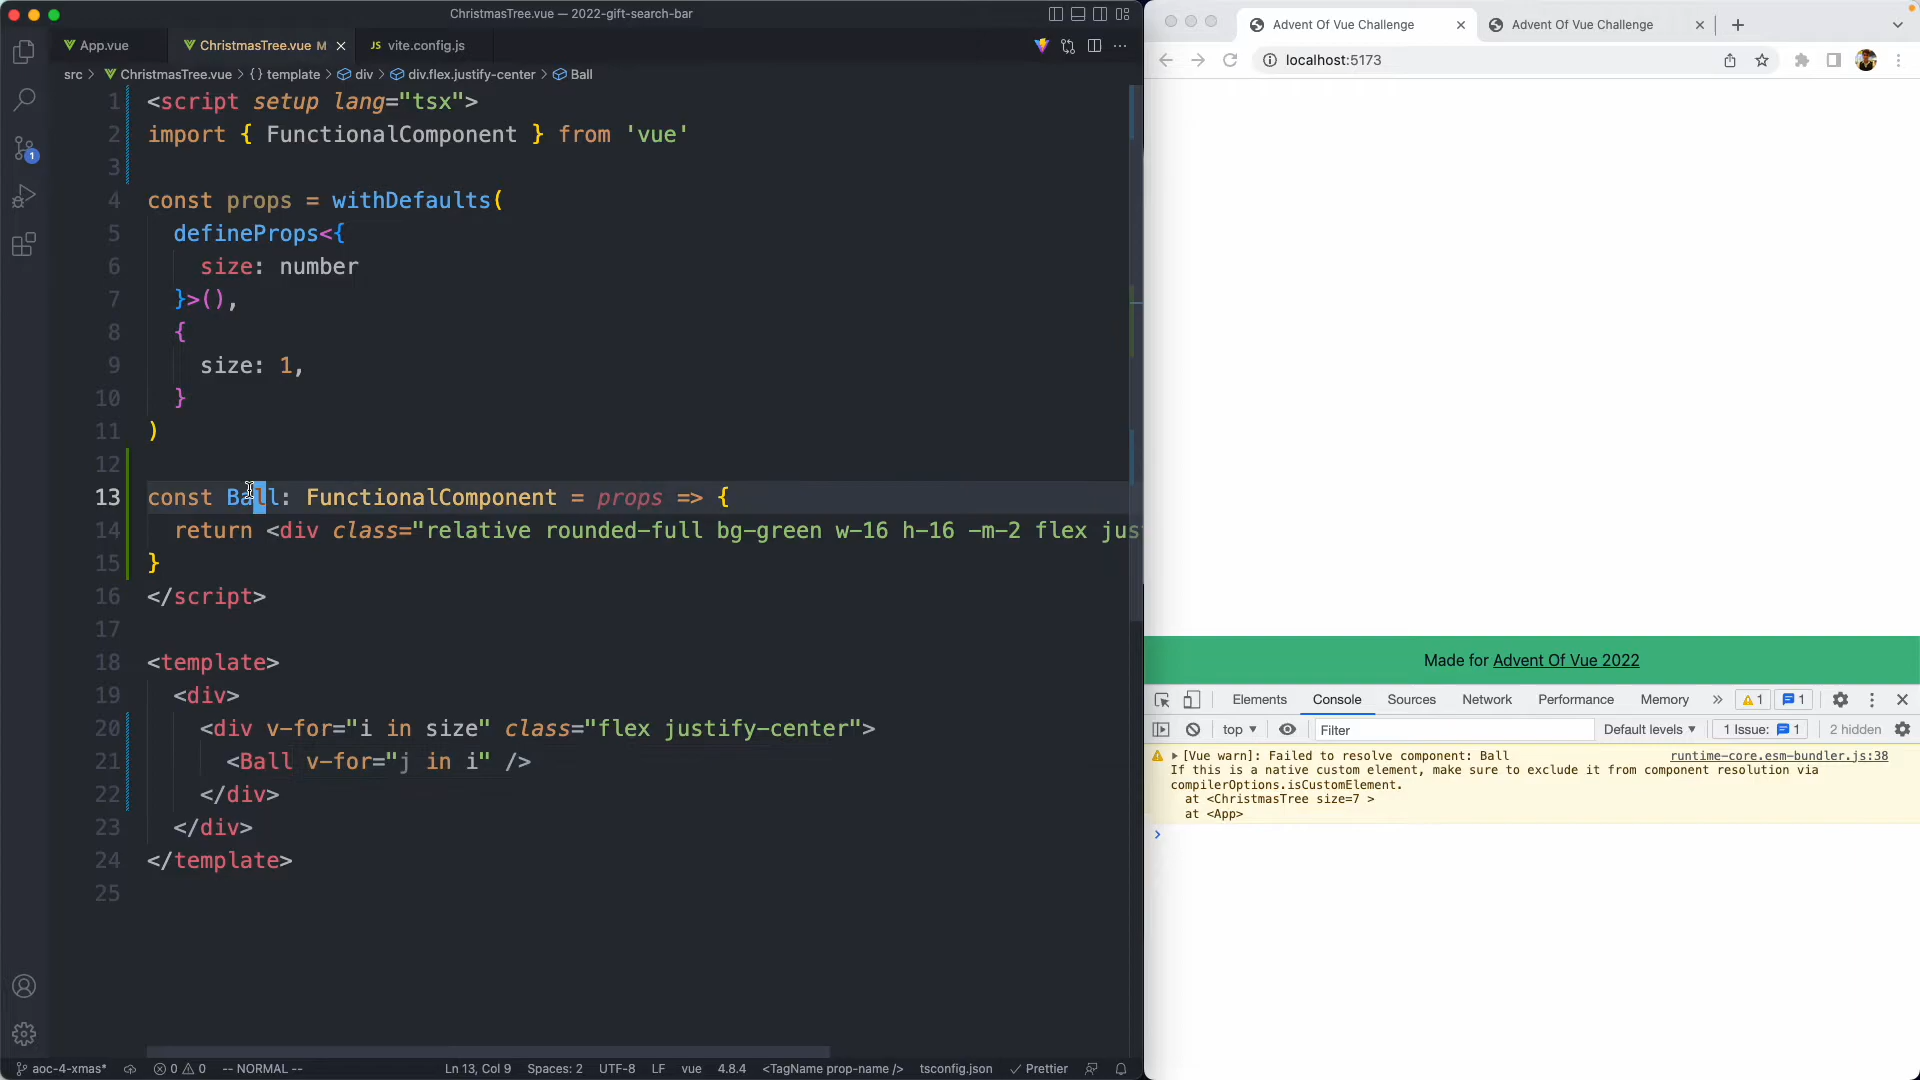 ChristmasTree.vue — 2022-gift-search-bar
App.vue
ChristmasTree.vue M
vite.config.js
src > ChristmasTree.vue > {} template > div > div.flex.justify-center > Ball
1 <script setup lang="tsx">
2 import { FunctionalComponent } from 'vue'
3
4 const props = withDefaults(
5 defineProps<{
6 size: number
7 }>(),
8 {
9 size: 1,
10 }
11 )
12
13 const Ball: FunctionalComponent = props => {
14 return <div class="relative rounded-full bg-green w-16 h-16 -m-2 flex jus
15 }
16 </script>
17
18 <template>
19 <div>
20 <div v-for="i in size" class="flex justify-center">
21 <Ball v-for="j in i" />
22 </div>
23 </div>
24 </template>
25
1
aoc-4-xmas* 0 0 -- NORMAL -- Ln 13, Col 9 Spaces: 2 UTF-8 LF vue 4.8.4 <TagName prop-name /> tsconfig.json Prettier
Advent Of Vue Challenge
Advent Of Vue Challenge
localhost:5173
Made for Advent Of Vue 2022
Elements Console Sources Network Performance Memory » 1 1
top Filter Default levels 1 Issue: 1 2 hidden
[Vue warn]: Failed to resolve component: Ball runtime-core.esm-bundler.js:38
If this is a native custom element, make sure to exclude it from component resolution via
compilerOptions.isCustomElement.
at <ChristmasTree size=7 >
at <App>